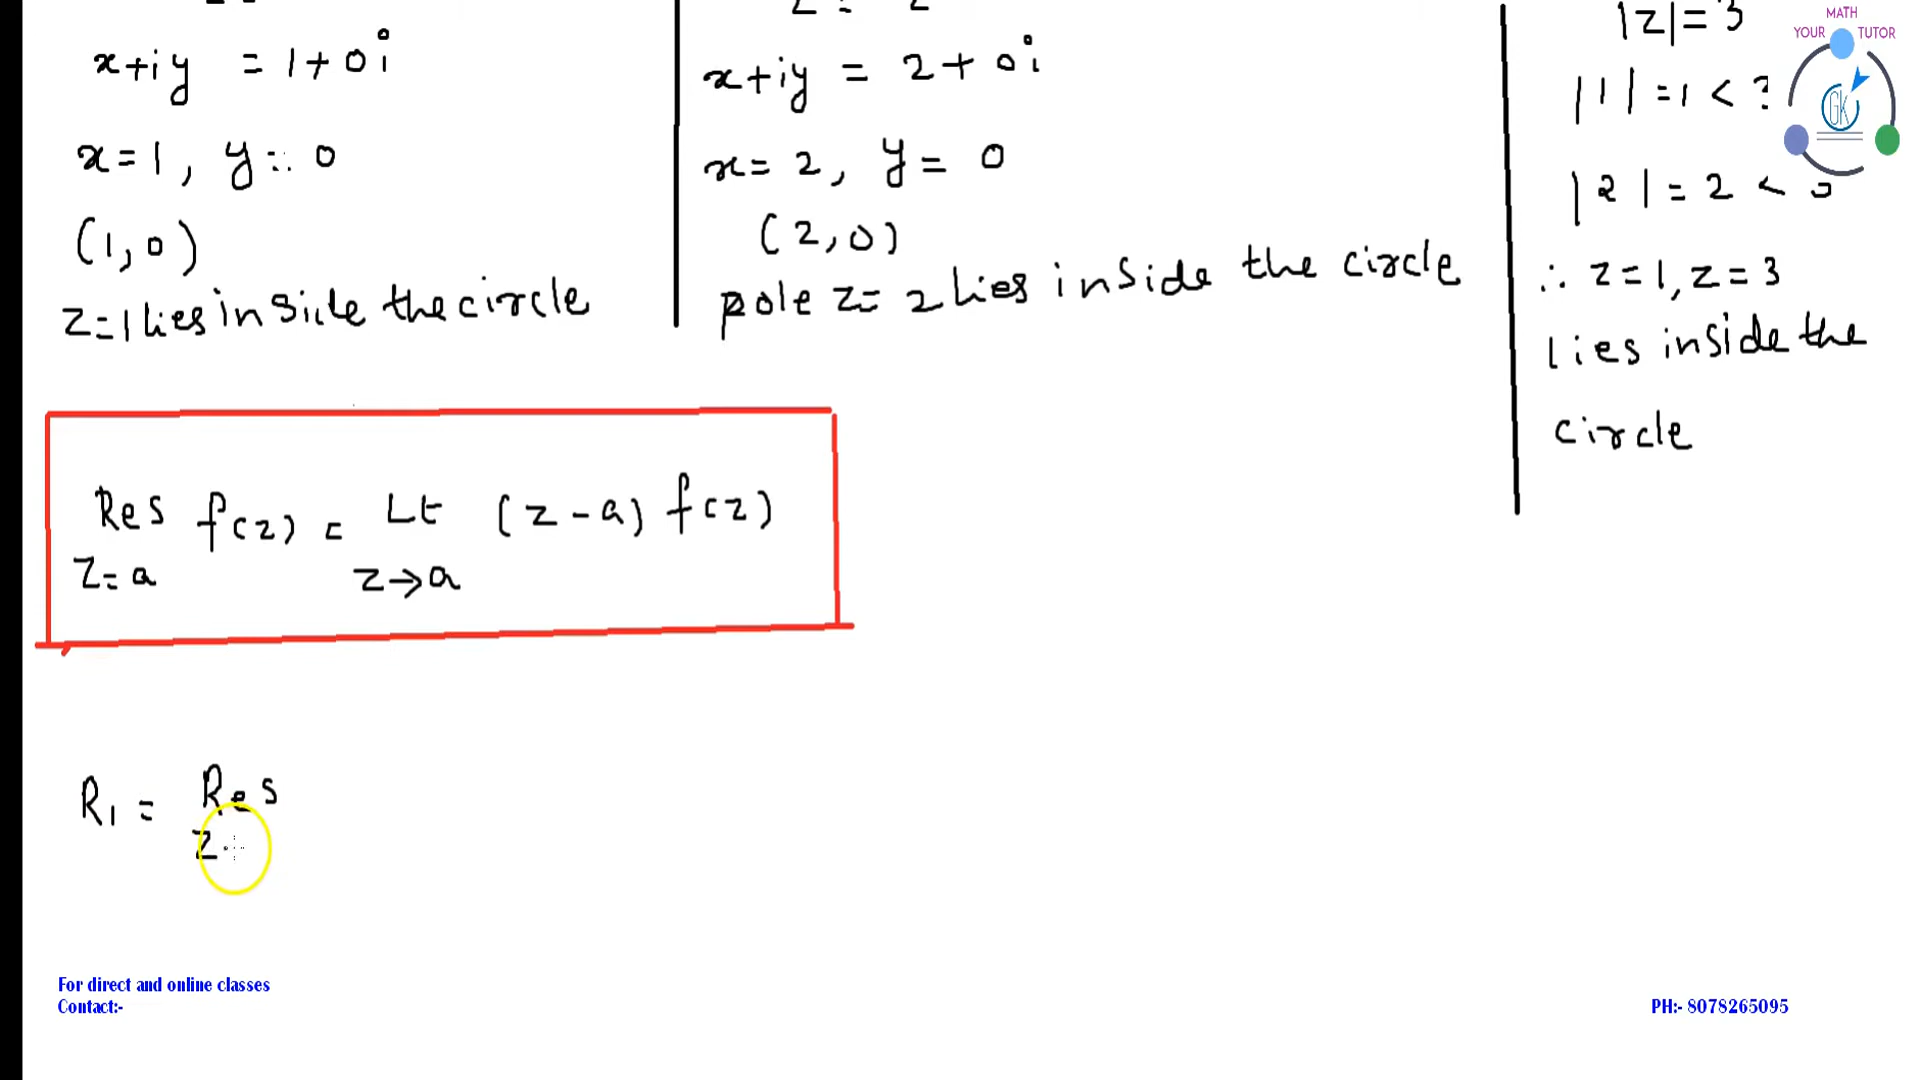 x+iy = 1+0i
x=1, y=0
(1,0)
z=1 lies inside the circle
x+iy = 2+0i
x=2, y=0
(2,0)
pole z=2 lies inside the circle
|z|=3
|1|=1<
|2|=2<
∴ z=1, z=3
lies inside the
circle
MATH
YOUR TUTOR
GK
Res f(z) = Lt (z-a) f(z)
z=a z→a
R1 = Res
z
For direct and online classes
Contact:-
PH:- 8078265095